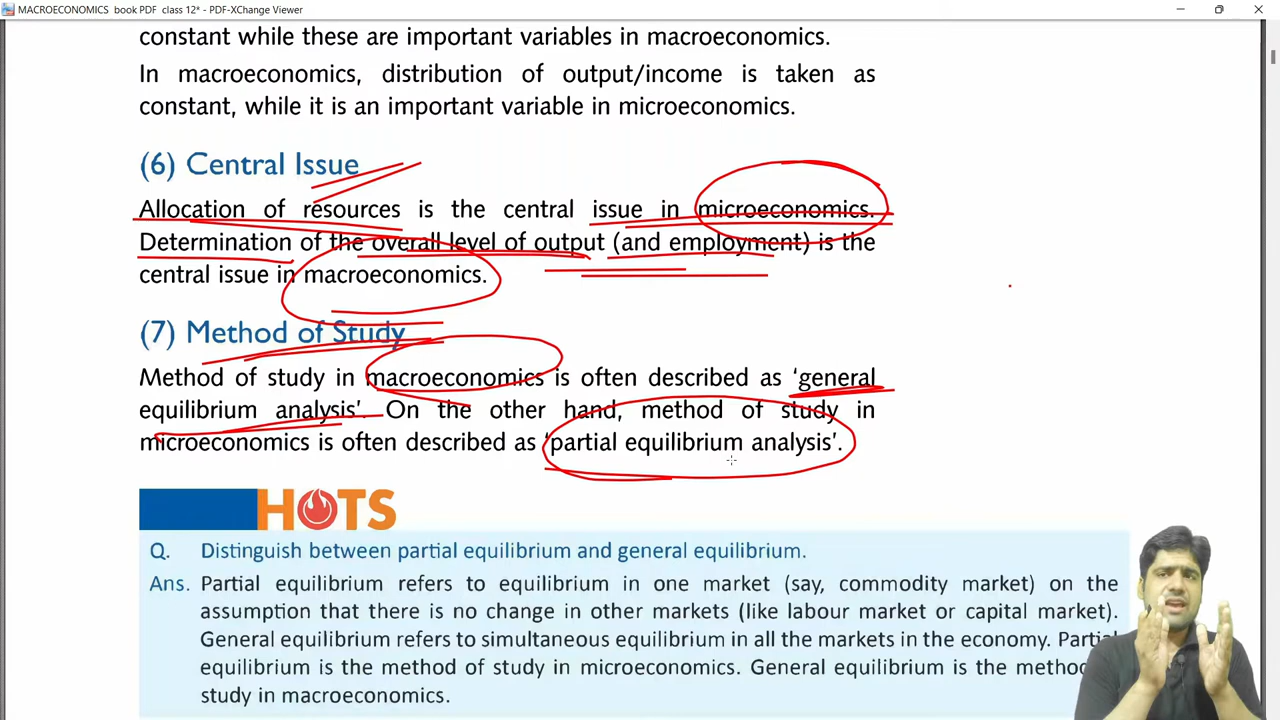 MACROECONOMICS book PDF class 12* - PDF-XChange Viewer
constant while these are important variables in macroeconomics.
In macroeconomics, distribution of output/income is taken as
constant, while it is an important variable in microeconomics.
(6) Central Issue
Allocation of resources is the central issue in microeconomics.
Determination of the overall level of output (and employment) is the
central issue in macroeconomics.
(7) Method of Study
Method of study in macroeconomics is often described as ‘general
equilibrium analysis’. On the other hand, method of study in
microeconomics is often described as ‘partial equilibrium analysis’.
HOTS
Q. Distinguish between partial equilibrium and general equilibrium.
Ans. Partial equilibrium refers to equilibrium in one market (say, commodity market) on the
assumption that there is no change in other markets (like labour market or capital market).
General equilibrium refers to simultaneous equilibrium in all the markets in the economy. Partial
equilibrium is the method of study in microeconomics. General equilibrium is the method
study in macroeconomics.